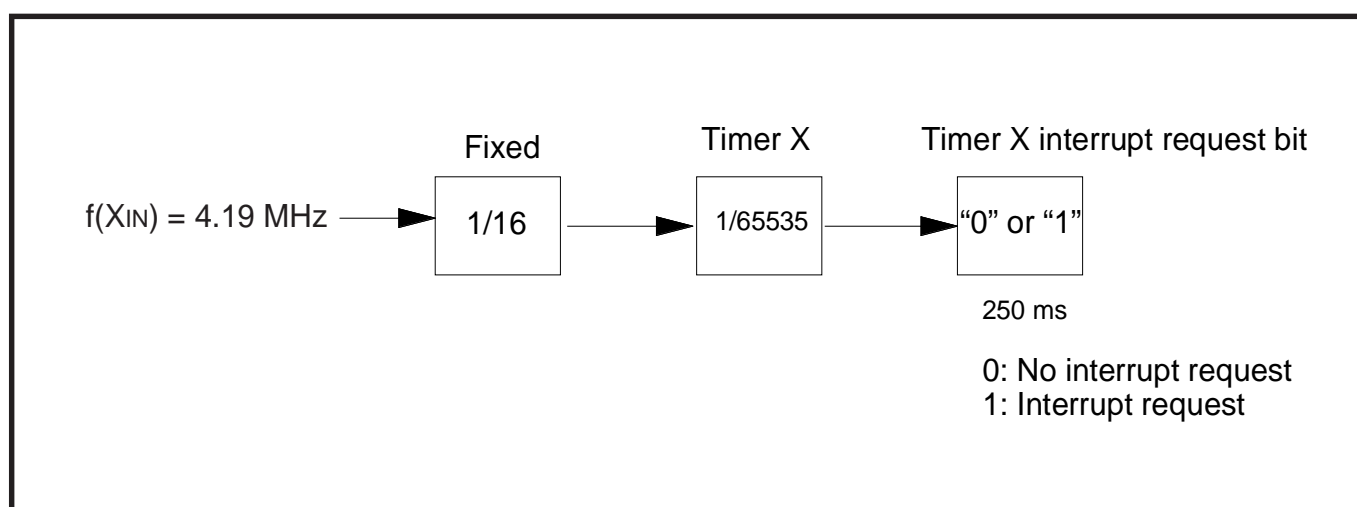 Fixed
Timer X
Timer X interrupt request bit
f(XIN) = 4.19 MHz
1/16
1/65535
“0” or “1”
250 ms
0: No interrupt request
1: Interrupt request